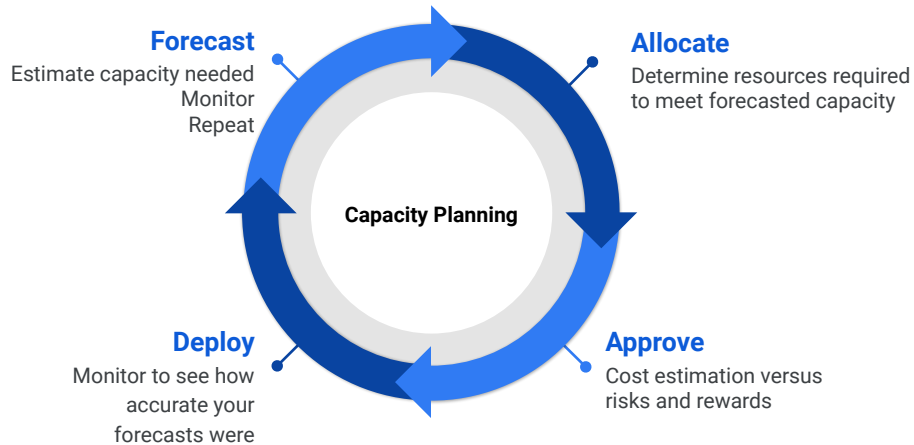 Forecast
Estimate capacity needed
Monitor
Repeat
Allocate
Determine resources required
to meet forecasted capacity
Capacity Planning
Deploy
Monitor to see how
accurate your
forecasts were
Approve
Cost estimation versus
risks and rewards